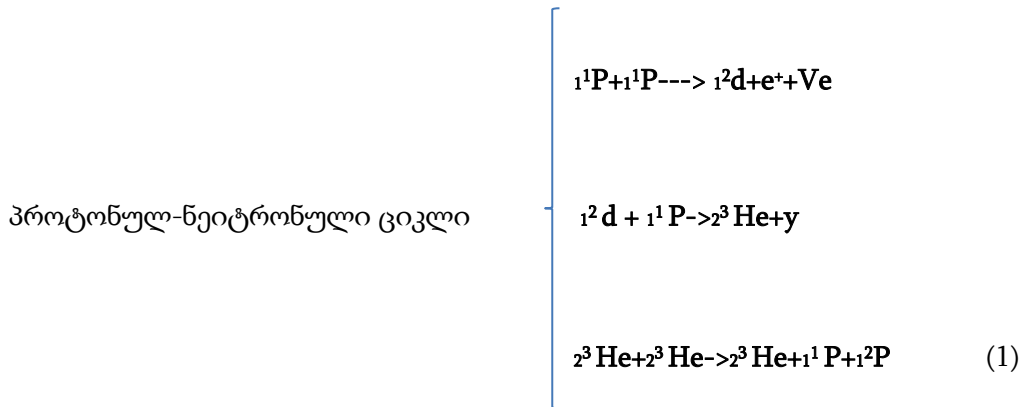 ₁¹P+₁¹P---> ₁²d+e⁺+Ve
პროტონულ-ნეიტრონული ციკლი
₁² d + ₁¹ P->₂³ He+y
₂³ He+₂³ He->₂³ He+₁¹ P+₁²P (1)